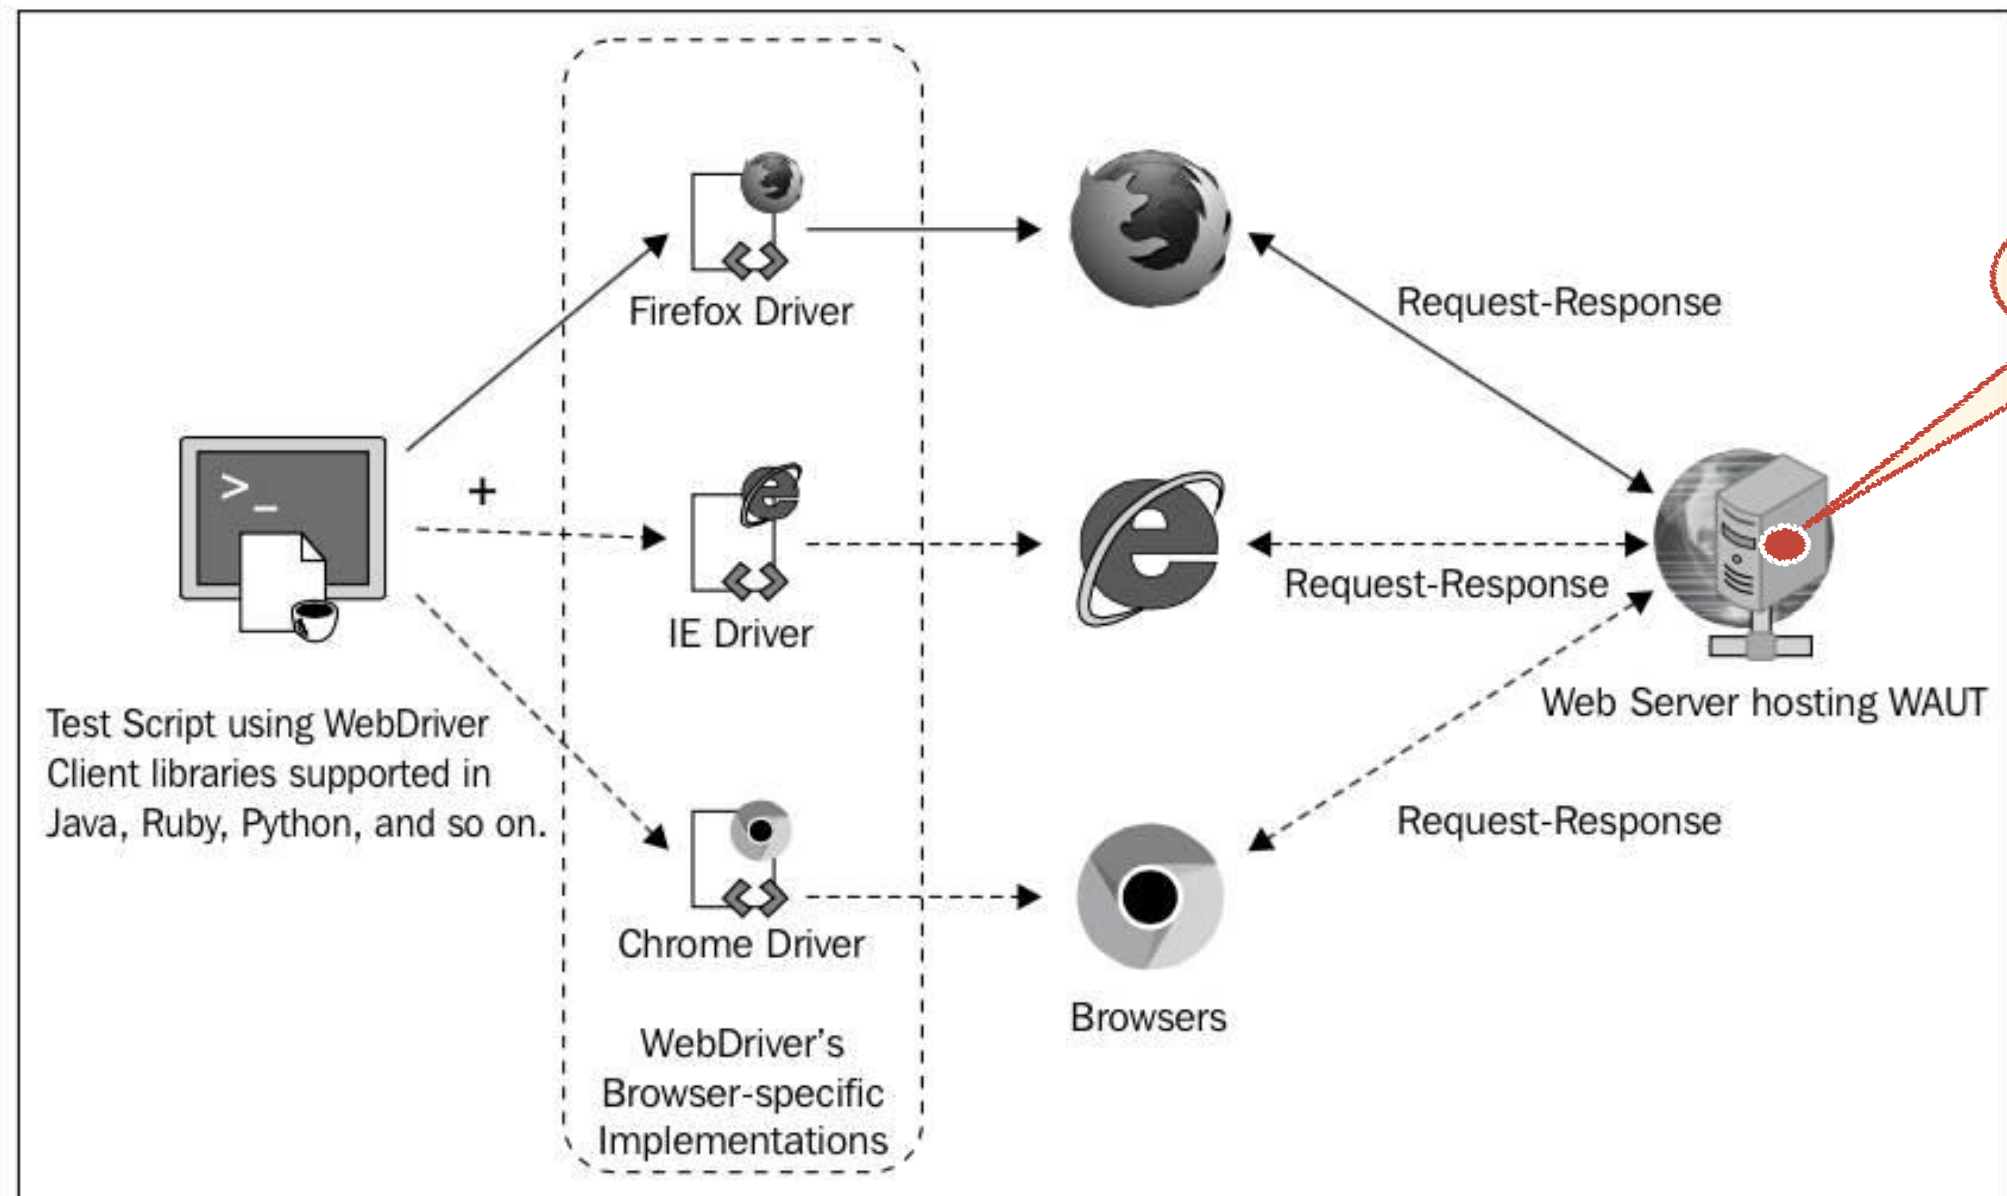 Firefox Driver
Request-Response
>_
+
IE Driver
Request-Response
Test Script using WebDriver
Client libraries supported in
Java, Ruby, Python, and so on.
Web Server hosting WAUT
Request-Response
Chrome Driver
Browsers
WebDriver's
Browser-specific
Implementations